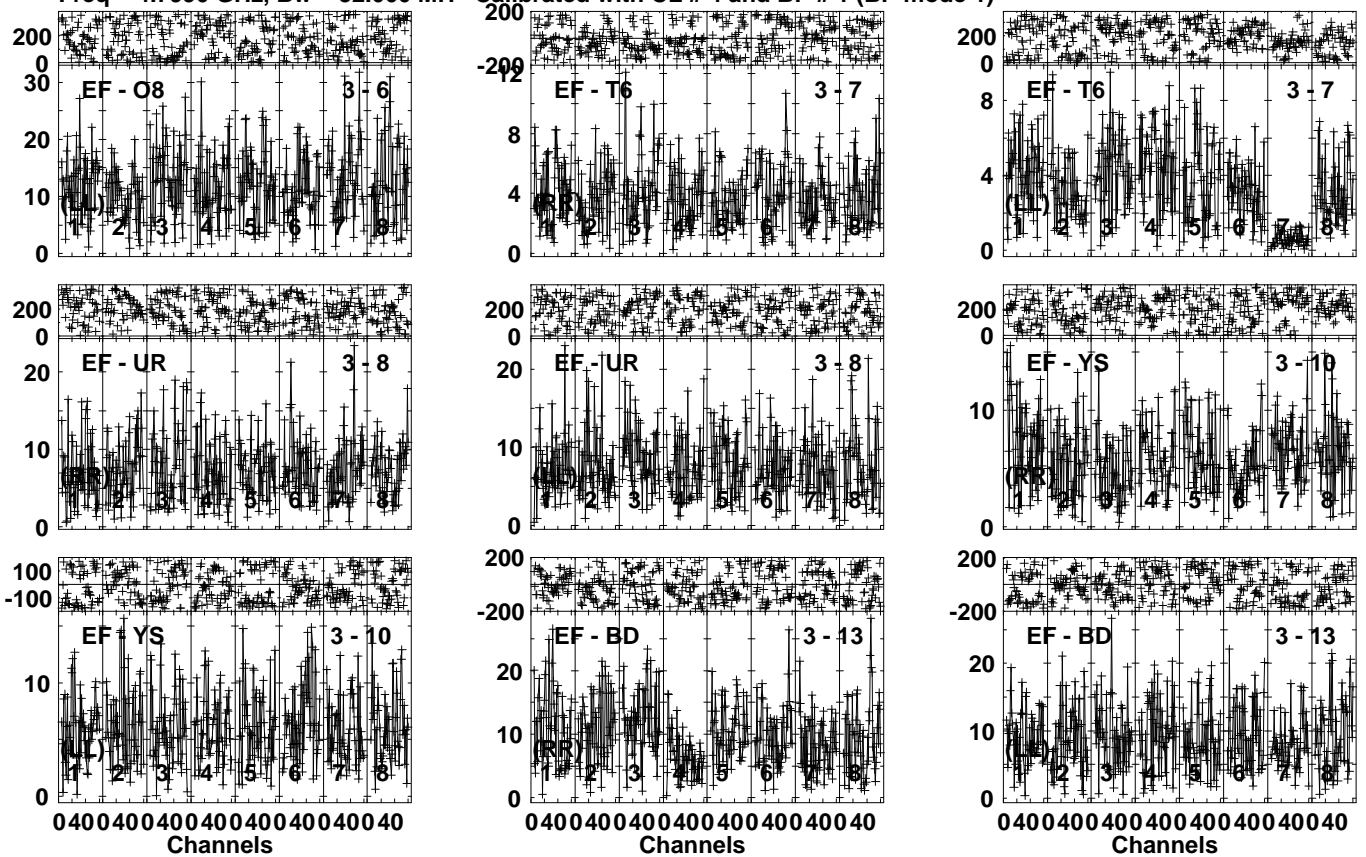 Calibrated with CL # 4 and BP # 1 (BP mode 1)
200 0 30 20 10 0 EF - O8 3 - 6 (LL) 1 2 3 4 5 6 7 8
200 -200 12 8 4 0 EF - T6 3 - 7 (RR) 1 2 3 4 5 6 7 8
200 0 8 4 0 EF - T6 3 - 7 (LL) 1 2 3 4 5 6 7 8
200 0 20 10 0 EF - UR 3 - 8 (RR) 1 2 3 4 5 6 7 8
200 0 20 10 0 EF - UR 3 - 8 (LL) 1 2 3 4 5 6 7 8
200 0 10 0 EF - YS 3 - 10 (RR) 1 2 3 4 5 6 7 8
100 -100 10 0 EF - YS 3 - 10 (LL) 1 2 3 4 5 6 7 8
200 -200 20 10 0 EF - BD 3 - 13 (RR) 1 2 3 4 5 6 7 8
200 -200 20 10 0 EF - BD 3 - 13 (LL) 1 2 3 4 5 6 7 8
0 40 0 40 0 40 0 40 0 40 0 40 0 40 0 40
0 40 0 40 0 40 0 40 0 40 0 40 0 40 0 40
0 40 0 40 0 40 0 40 0 40 0 40 0 40 0 40
Channels
Channels
Channels